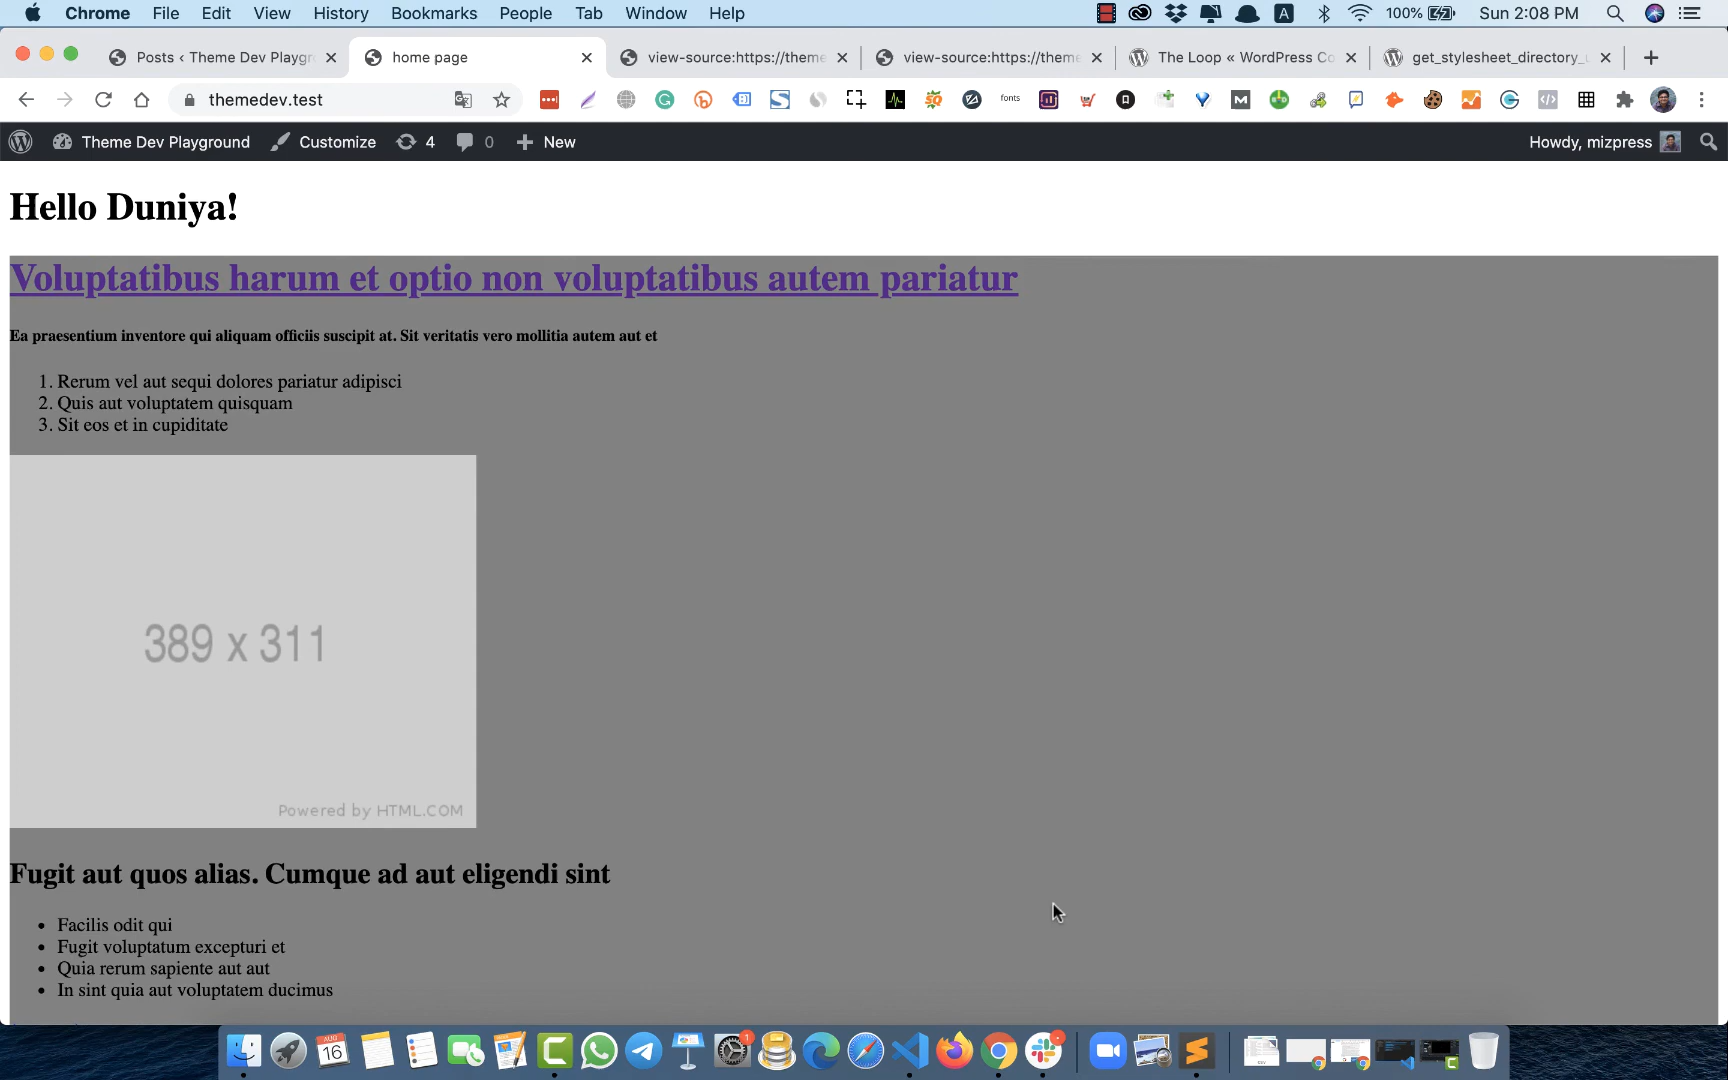 Chrome File Edit View History Bookmarks People Tab Window Help A 100% Sun 2:08 PM
Posts ‹ Theme Dev Playgr home page view-source:https://theme view-source:https://theme The Loop « WordPress Co get_stylesheet_directory_
themedev.test fonts
Theme Dev Playground Customize 4 0 New Howdy, mizpress
Hello Duniya!
Voluptatibus harum et optio non voluptatibus autem pariatur
Ea praesentium inventore qui aliquam officiis suscipit at. Sit veritatis vero mollitia autem aut et
1. Rerum vel aut sequi dolores pariatur adipisci
2. Quis aut voluptatem quisquam
3. Sit eos et in cupiditate
389 x 311
Powered by HTML.COM
Fugit aut quos alias. Cumque ad aut eligendi sint
• Facilis odit qui
• Fugit voluptatum excepturi et
• Quia rerum sapiente aut aut
• In sint quia aut voluptatem ducimus
AUG
16
1